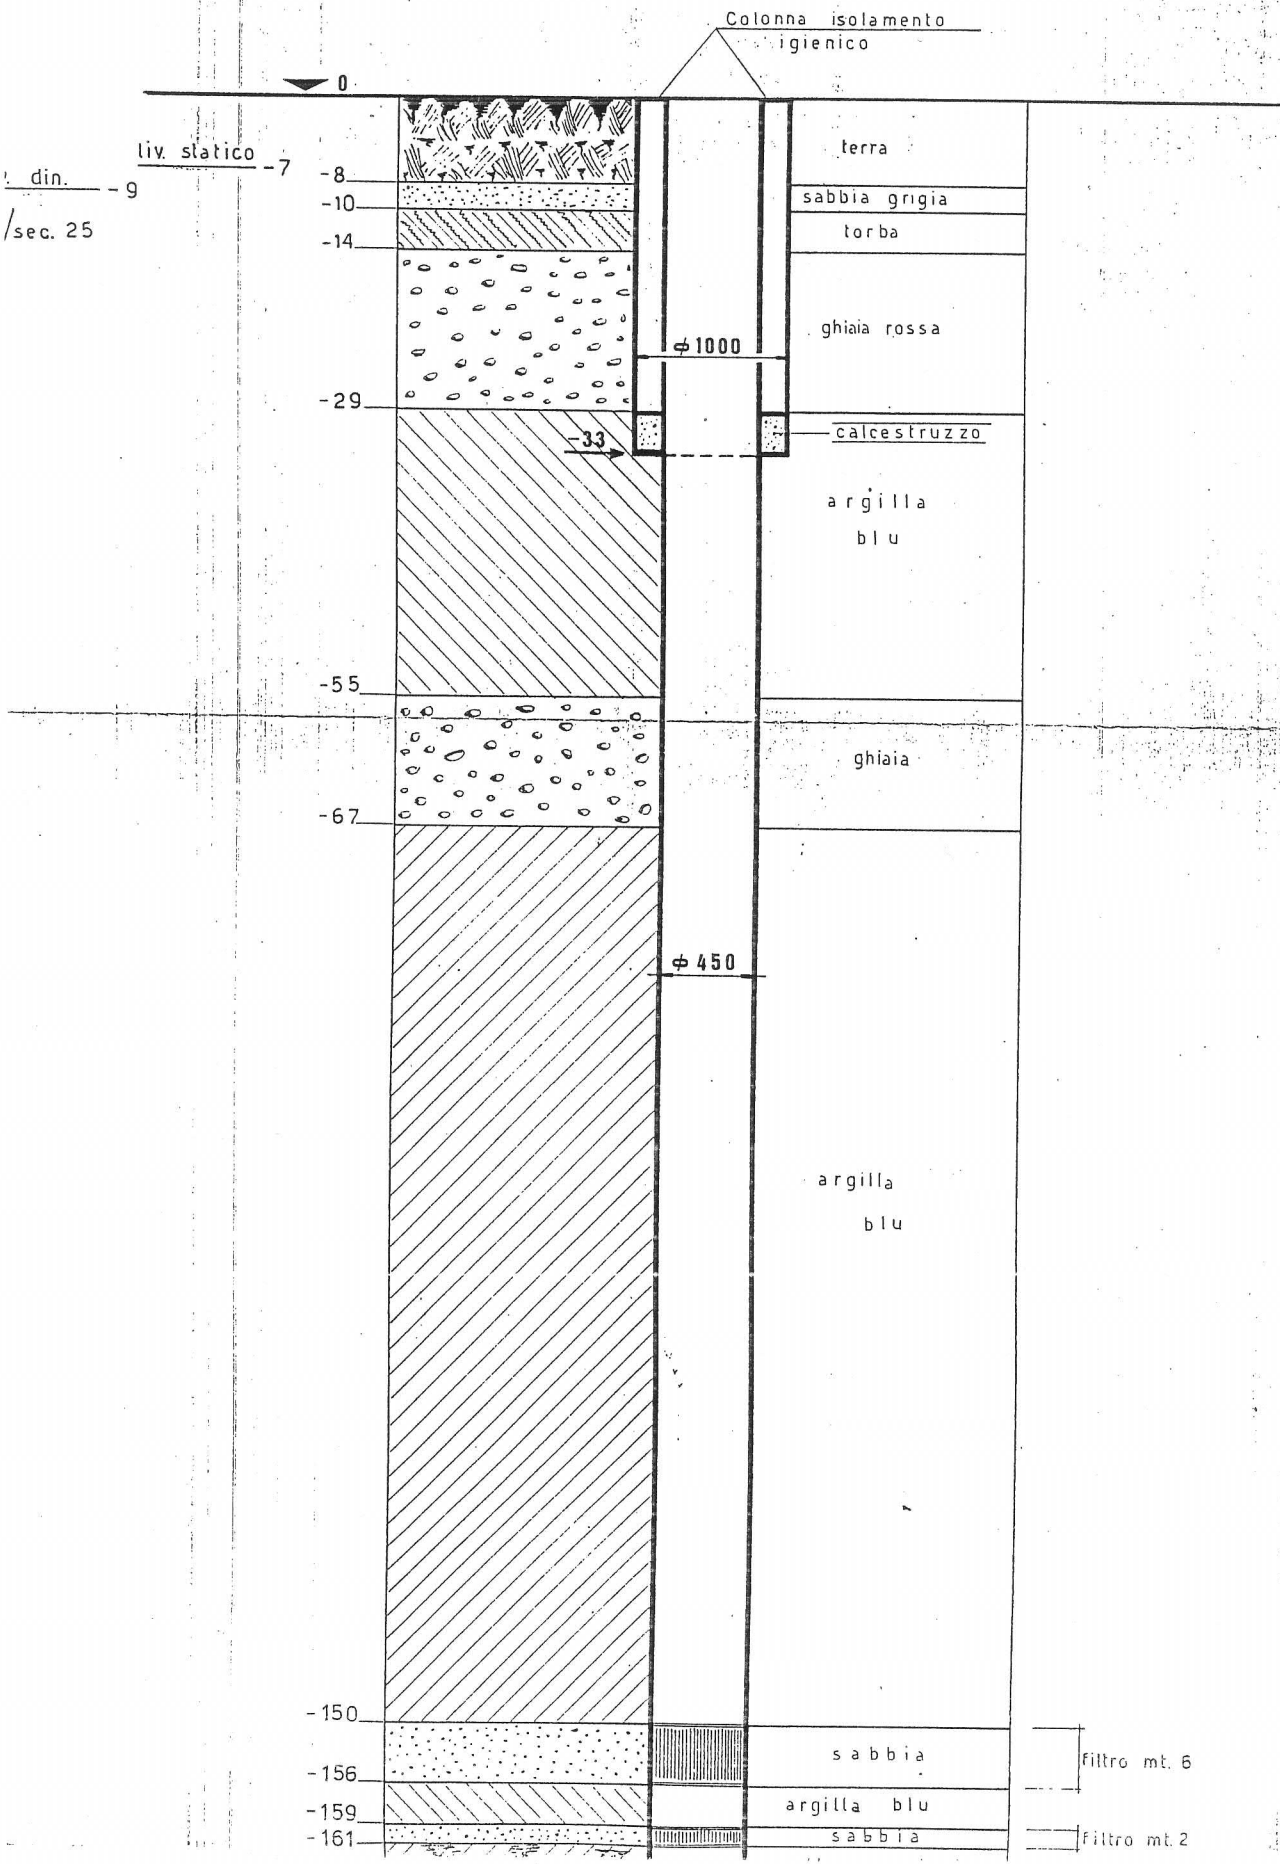 Colonna isolamento
igienico
0
liv. statico -7
din. -9
/sec. 25
-8
-10
-14
-29
-33
-55
-67
-150
-156
-159
-161
terra
sabbia grigia
torba
ghiaia rossa
ϕ 1000
calcestruzzo
argilla
blu
ghiaia
ϕ 450
argilla
blu
sabbia
argilla blu
sabbia
filtro mt. 6
filtro mt. 2